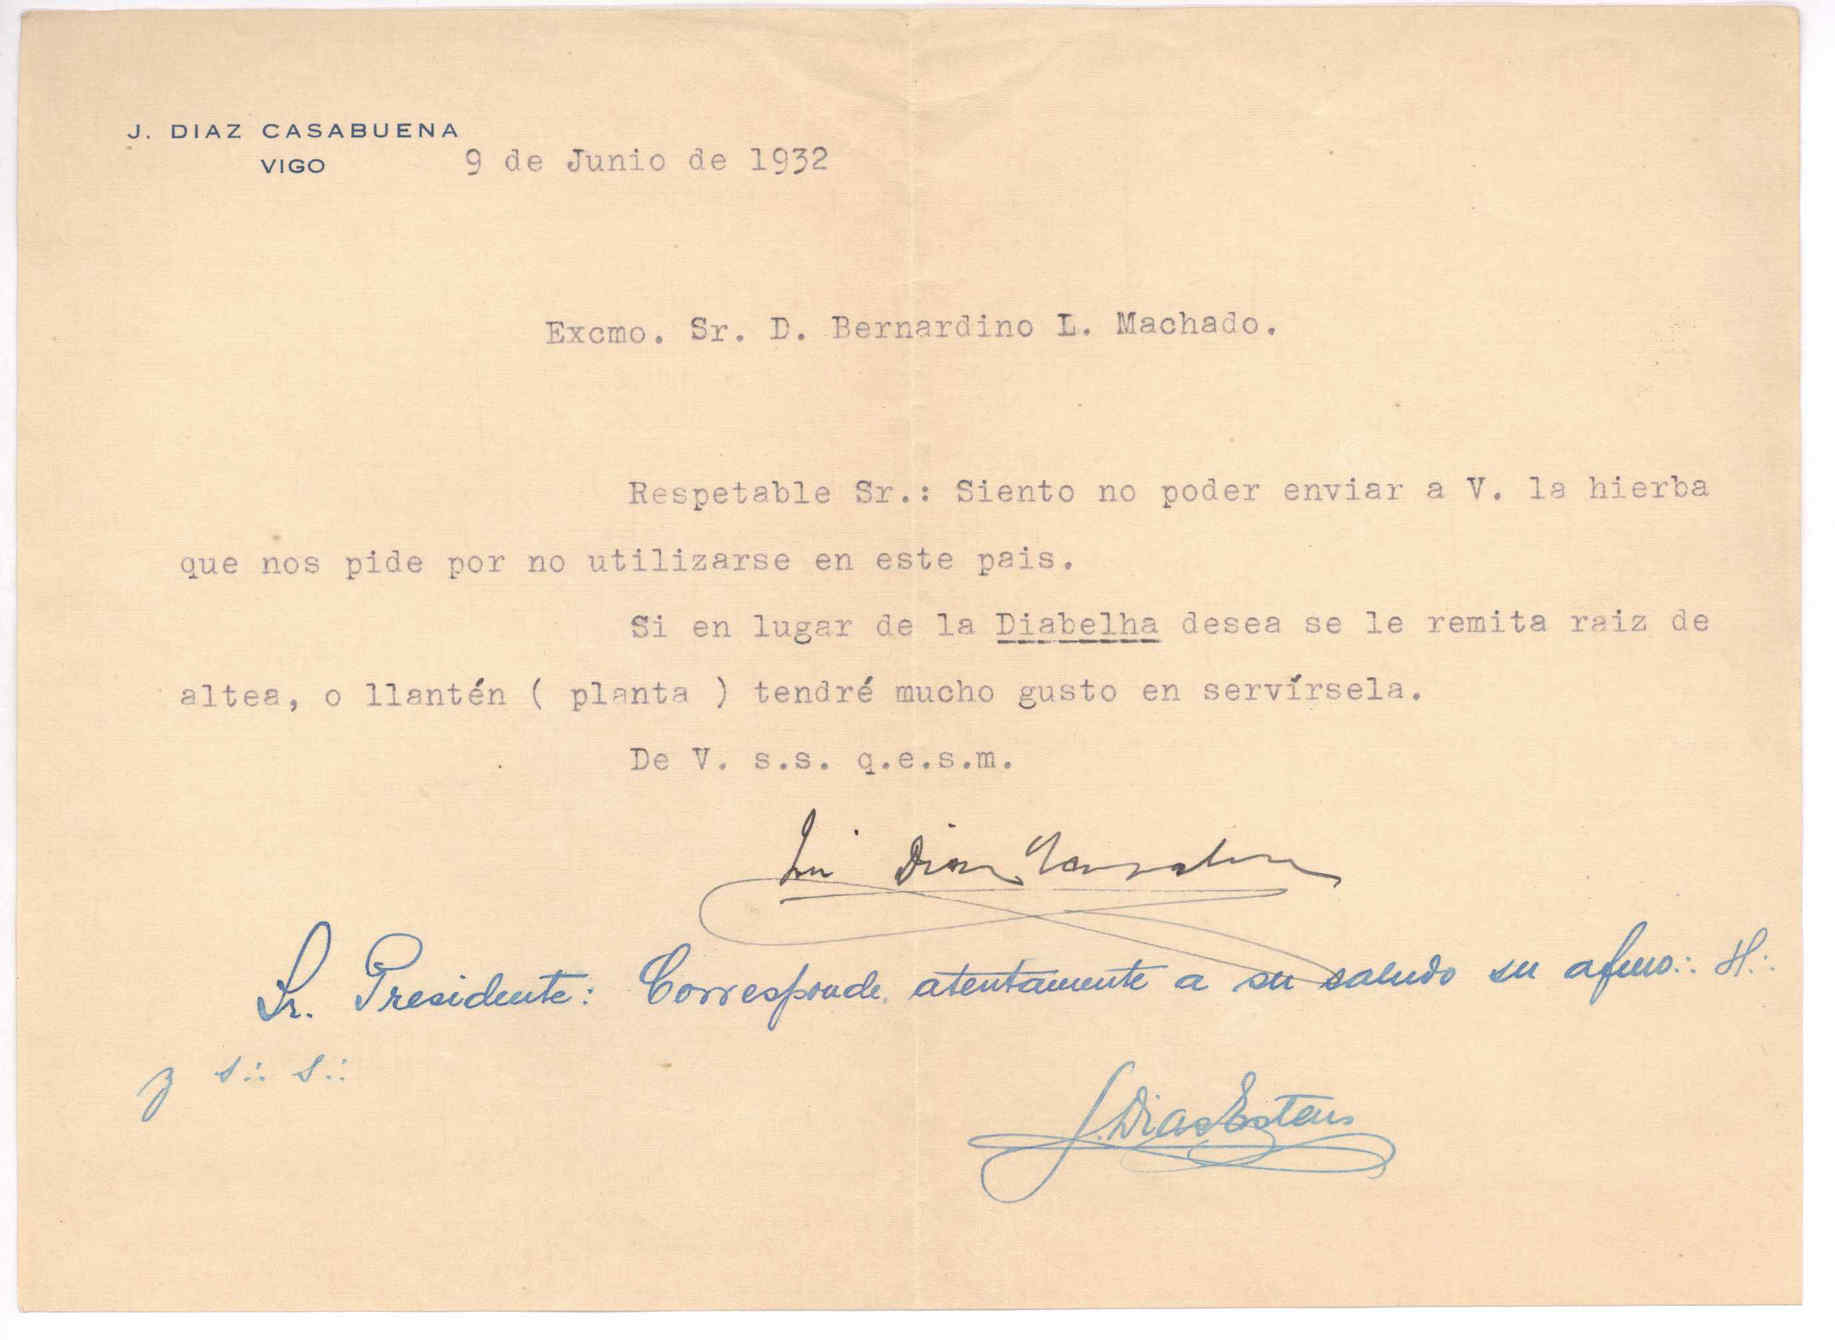 J. DIAZ CASABUENA
VIGO
9 de Junio de 1932
Excmo. Sr. D. Bernardino L. Machado.
Respetable Sr.: Siento no poder enviar a V. la hierba
que nos pide por no utilizarse en este pais.
Si en lugar de la Diabelha desea se le remita raiz de
altea, o llantén ( planta ) tendré mucho gusto en servírsela.
De V. s.s. q.e.s.m.
Diaz Casabuena
Sr. Presidente: Corresponde atentamente a su saludo su afmo.·. H.·.
y s.·. s.·.